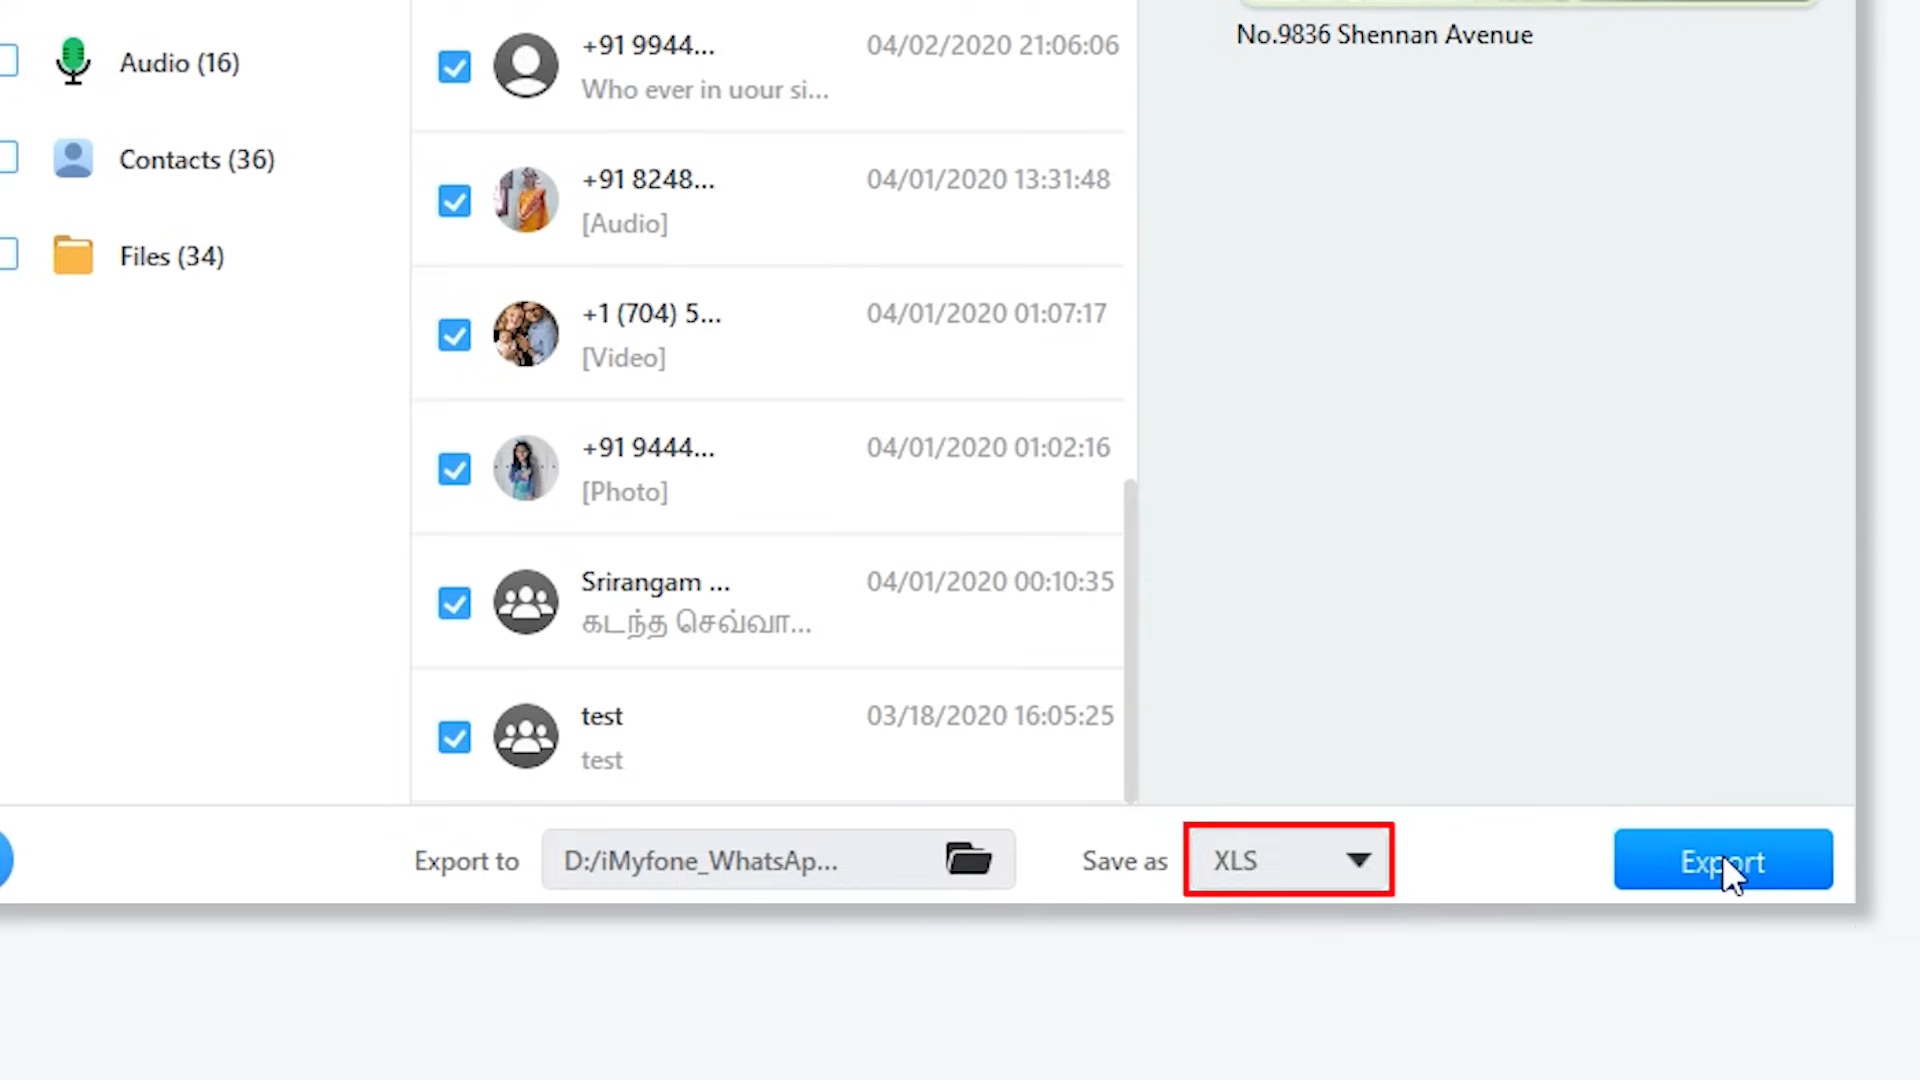 Audio (16)
Contacts (36)
Files (34)
+91 9944... 04/02/2020 21:06:06
Who ever in uour si...
+91 8248... 04/01/2020 13:31:48
[Audio]
+1 (704) 5... 04/01/2020 01:07:17
[Video]
+91 9444... 04/01/2020 01:02:16
[Photo]
Srirangam ... 04/01/2020 00:10:35
கடந்த செவ்வா...
test 03/18/2020 16:05:25
test
No.9836 Shennan Avenue
Export to D:/iMyfone_WhatsAp... Save as XLS Export